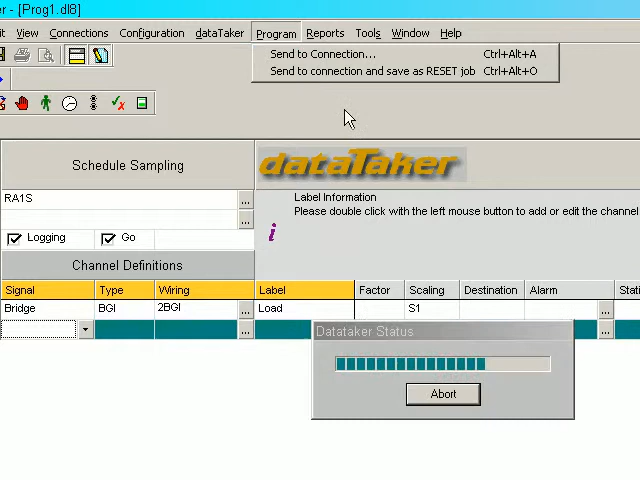 er - [Prog1.dl8]
it View Connections Configuration dataTaker Program Reports Tools Window Help
Send to Connection... Ctrl+Alt+A
Send to connection and save as RESET job Ctrl+Alt+O
Schedule Sampling
dataTaker
RA1S
...
Label Information
Please double click with the left mouse button to add or edit the channel
...
i
Logging Go
Channel Definitions
Signal Type Wiring Label Factor Scaling Destination Alarm Stati
Bridge BGI 2BGI ... Load S1 ...
... ...
Datataker Status
Abort